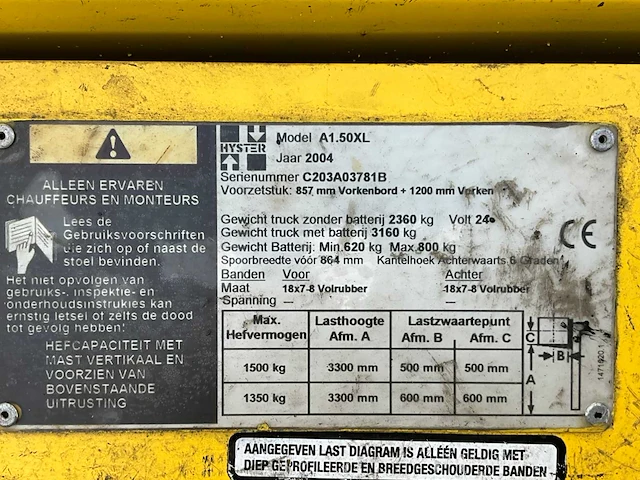 ALLEEN ERVAREN
CHAUFFEURS EN MONTEURS
Lees de
Gebruiksvoorschriften
die zich op of naast de
stoel bevinden.
Het niet opvolgen van
gebruiks-, inspektie- en
onderhoudsinstrukies kan
ernstig letsel of zelfs de dood
tot gevolg hebben!
HEFCAPACITEIT MET
MAST VERTIKAAL EN
VOORZIEN VAN
BOVENSTAANDE
UITRUSTING
HYSTER
Model A1.50XL
Jaar 2004
Serienummer C203A03781B
Voorzetstuk: 857 mm Vorkenbord + 1200 mm Vorken
Gewicht truck zonder batterij 2360 kg Volt 24
Gewicht truck met batterij 3160 kg
Gewicht Batterij: Min. 620 kg Max. 800 kg
Spoorbreedte vóór 864 mm Kantelhoek Achterwaarts 6 Graden
Banden Voor Achter
Maat 18x7-8 Volrubber 18x7-8 Volrubber
Spanning — —
CE
Max. Hefvermogen Lasthoogte Afm. A Lastzwaartepunt
Afm. B Afm. C
1500 kg 3300 mm 500 mm 500 mm
1350 kg 3300 mm 600 mm 600 mm
C
B
A
AANGEGEVEN LAST DIAGRAM IS ALLÉÉN GELDIG MET
DIEP GEPROFILEERDE EN BREEDGESCHOUDERDE BANDEN